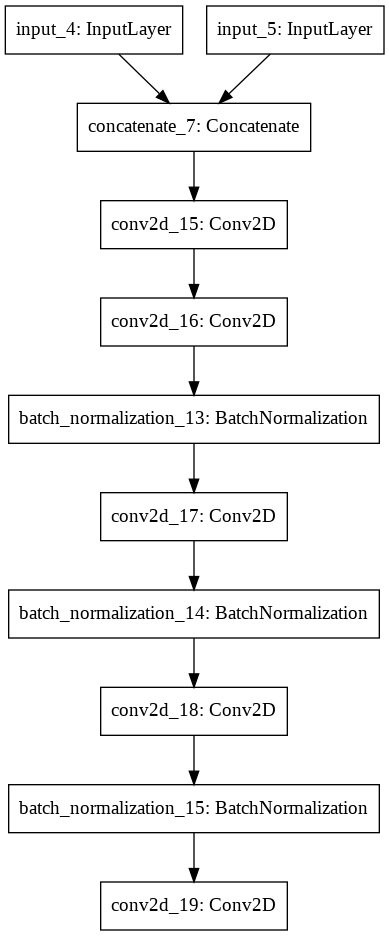 input_4: InputLayer
input_5: InputLayer
concatenate_7: Concatenate
conv2d_15: Conv2D
conv2d_16: Conv2D
batch_normalization_13: BatchNormalization
conv2d_17: Conv2D
batch_normalization_14: BatchNormalization
conv2d_18: Conv2D
batch_normalization_15: BatchNormalization
conv2d_19: Conv2D